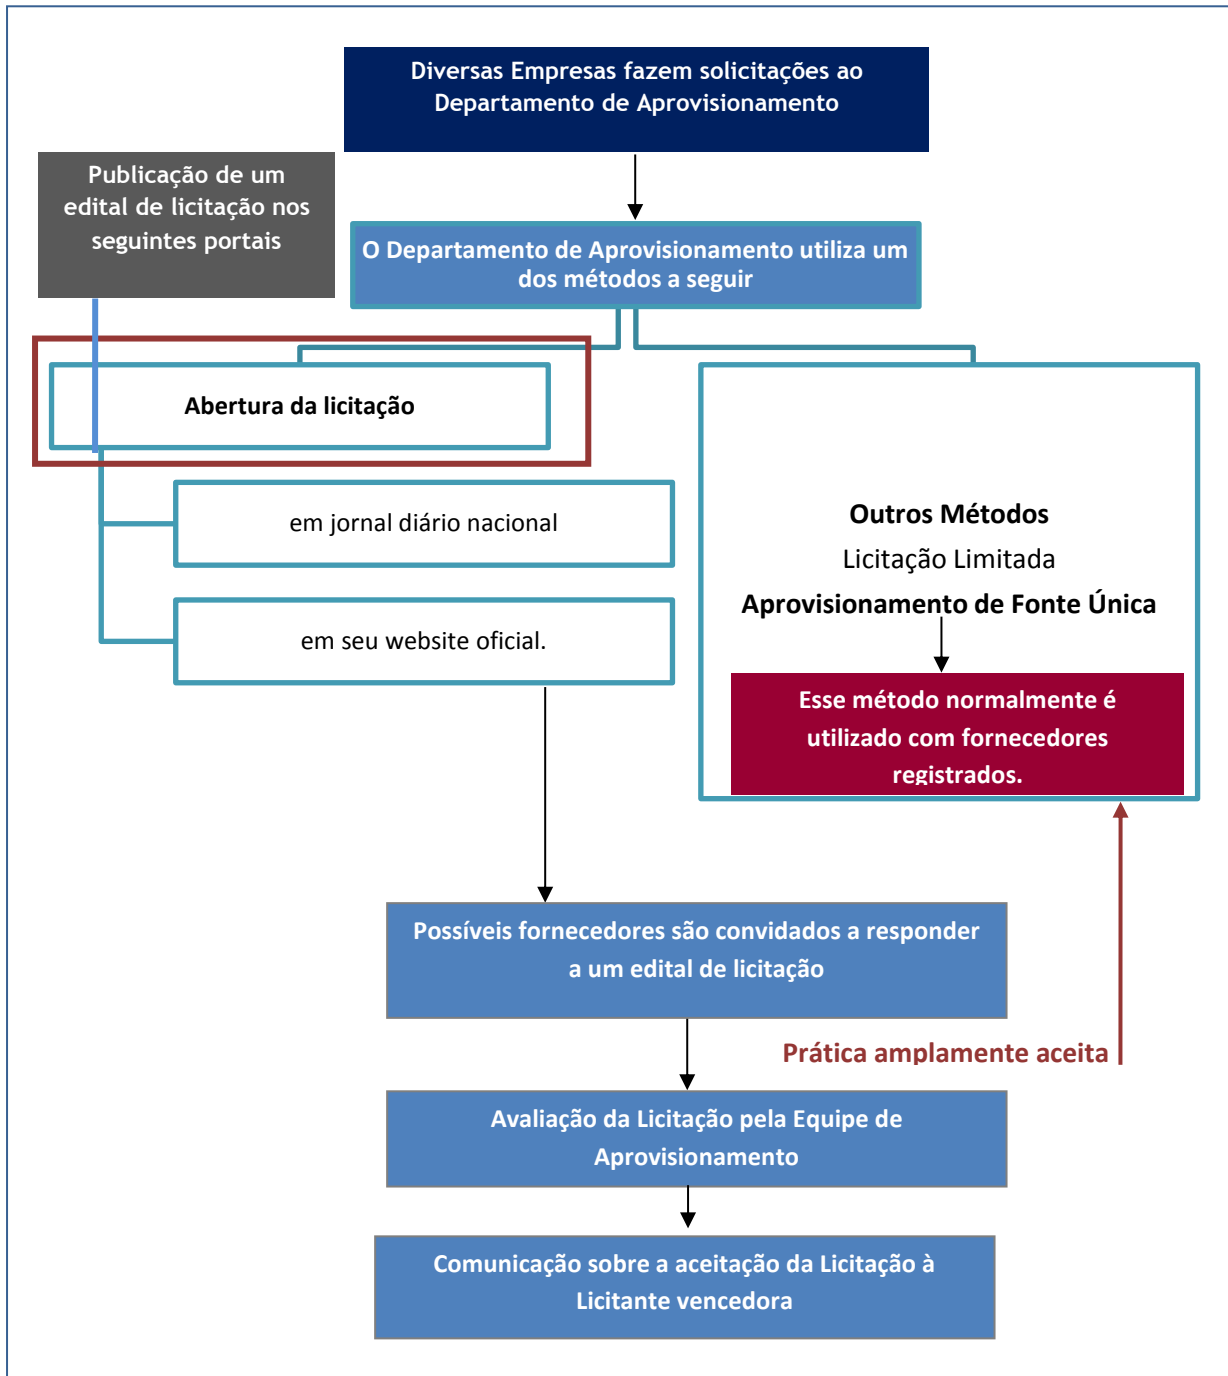 Diversas Empresas fazem solicitações ao
Departamento de Aprovisionamento
Publicação de um
edital de licitação nos
seguintes portais
O Departamento de Aprovisionamento utiliza um
dos métodos a seguir
Abertura da licitação
em jornal diário nacional
em seu website oficial.
Outros Métodos
Licitação Limitada
Aprovisionamento de Fonte Única
Esse método normalmente é
utilizado com fornecedores
registrados.
Possíveis fornecedores são convidados a responder
a um edital de licitação
Prática amplamente aceita
Avaliação da Licitação pela Equipe de
Aprovisionamento
Comunicação sobre a aceitação da Licitação à
Licitante vencedora